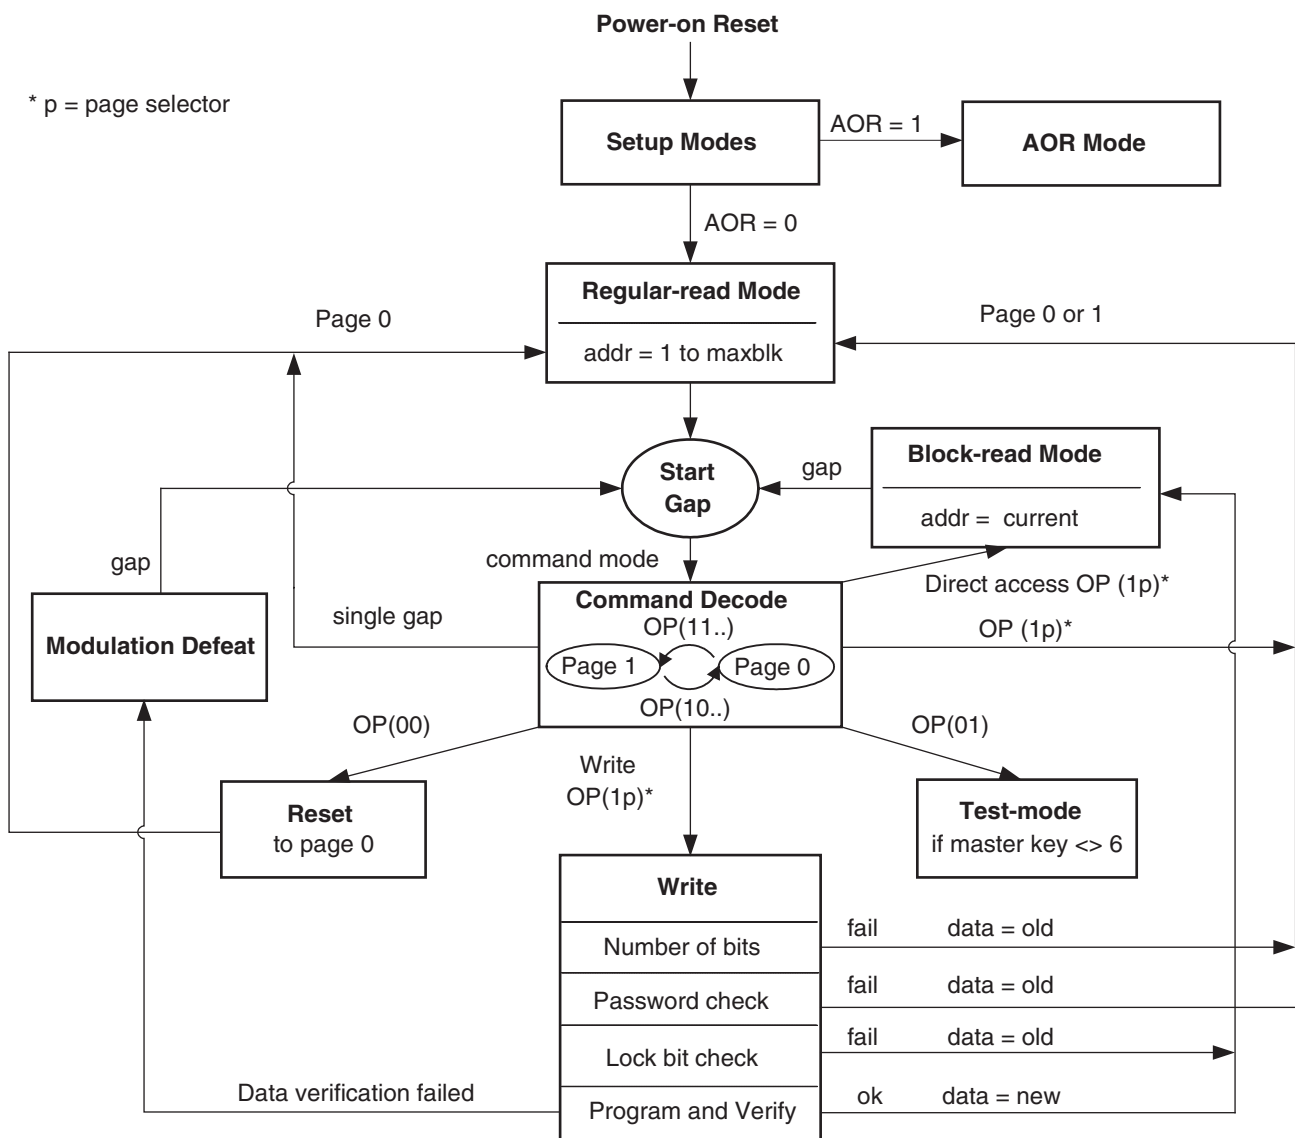 Power-on Reset
* p = page selector
Setup Modes
AOR = 1
AOR Mode
AOR = 0
Regular-read Mode
addr = 1 to maxblk
Page 0
Page 0 or 1
Start
Gap
gap
Block-read Mode
addr = current
gap
command mode
Direct access OP (1p)*
Modulation Defeat
single gap
Command Decode
OP(11..)
Page 1
Page 0
OP(10..)
OP (1p)*
OP(00)
OP(01)
Write
OP(1p)*
Reset
to page 0
Test-mode
if master key <> 6
Write
Number of bits
fail data = old
Password check
fail data = old
Lock bit check
fail data = old
Data verification failed
Program and Verify
ok data = new